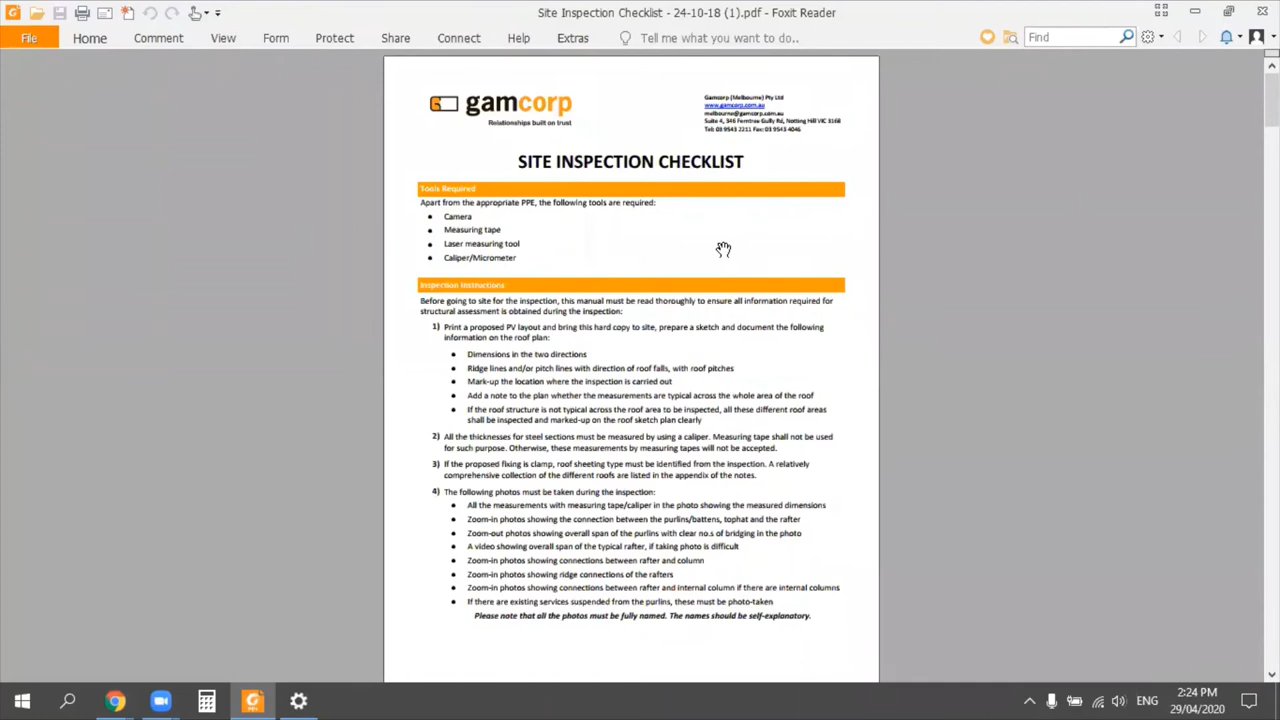 Site Inspection Checklist - 24-10-18 (1).pdf - Foxit Reader
File Home Comment View Form Protect Share Connect Help Extras Tell me what you want to do.. Find
gamcorp
Relationships built on trust
Gamcorp (Melbourne) Pty Ltd
www.gamcorp.com.au
melbourne@gamcorp.com.au
Suite 4, 346 Ferntree Gully Rd, Notting Hill VIC 3168
Tel: 03 9543 2211 Fax: 03 9543 4046
SITE INSPECTION CHECKLIST
Tools Required
Apart from the appropriate PPE, the following tools are required:
• Camera
• Measuring tape
• Laser measuring tool
• Caliper/Micrometer
Inspection Instructions
Before going to site for the inspection, this manual must be read thoroughly to ensure all information required for
structural assessment is obtained during the inspection:
1) Print a proposed PV layout and bring this hard copy to site, prepare a sketch and document the following
information on the roof plan:
• Dimensions in the two directions
• Ridge lines and/or pitch lines with direction of roof falls, with roof pitches
• Mark-up the location where the inspection is carried out
• Add a note to the plan whether the measurements are typical across the whole area of the roof
• If the roof structure is not typical across the roof area to be inspected, all these different roof areas
shall be inspected and marked-up on the roof sketch plan clearly
2) All the thicknesses for steel sections must be measured by using a caliper. Measuring tape shall not be used
for such purpose. Otherwise, these measurements by measuring tapes will not be accepted.
3) If the proposed fixing is clamp, roof sheeting type must be identified from the inspection. A relatively
comprehensive collection of the different roofs are listed in the appendix of the notes.
4) The following photos must be taken during the inspection:
• All the measurements with measuring tape/caliper in the photo showing the measured dimensions
• Zoom-in photos showing the connection between the purlins/battens, tophat and the rafter
• Zoom-out photos showing overall span of the purlins with clear no.s of bridging in the photo
• A video showing overall span of the typical rafter, if taking photo is difficult
• Zoom-in photos showing connections between rafter and column
• Zoom-in photos showing ridge connections of the rafters
• Zoom-in photos showing connections between rafter and internal column if there are internal columns
• If there are existing services suspended from the purlins, these must be photo-taken
Please note that all the photos must be fully named. The names should be self-explanatory.
ENG
2:24 PM
29/04/2020